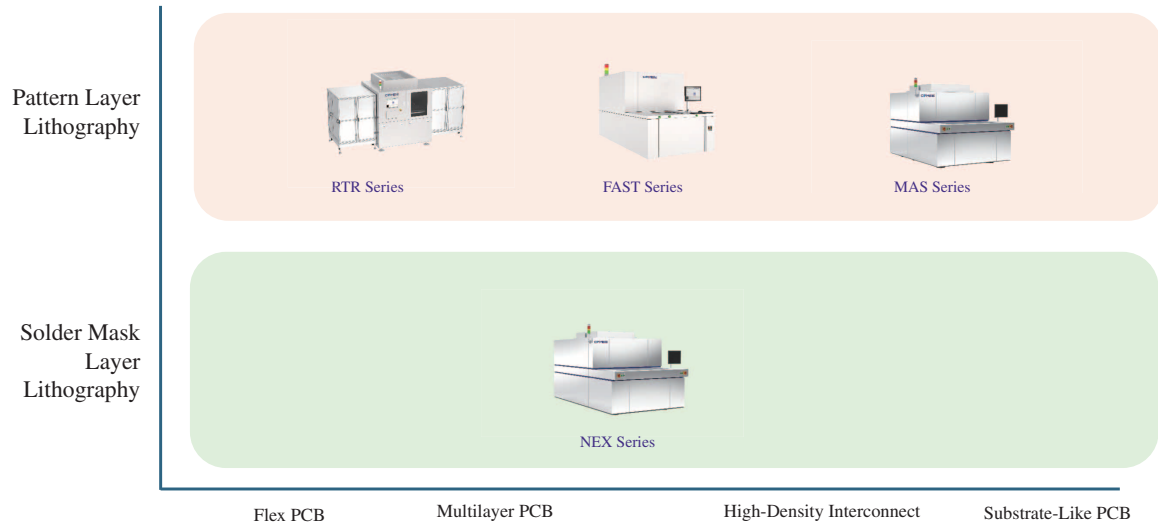 Pattern Layer
Lithography
RTR Series
FAST Series
MAS Series
Solder Mask
Layer
Lithography
NEX Series
Flex PCB
Multilayer PCB
High-Density Interconnect
Substrate-Like PCB